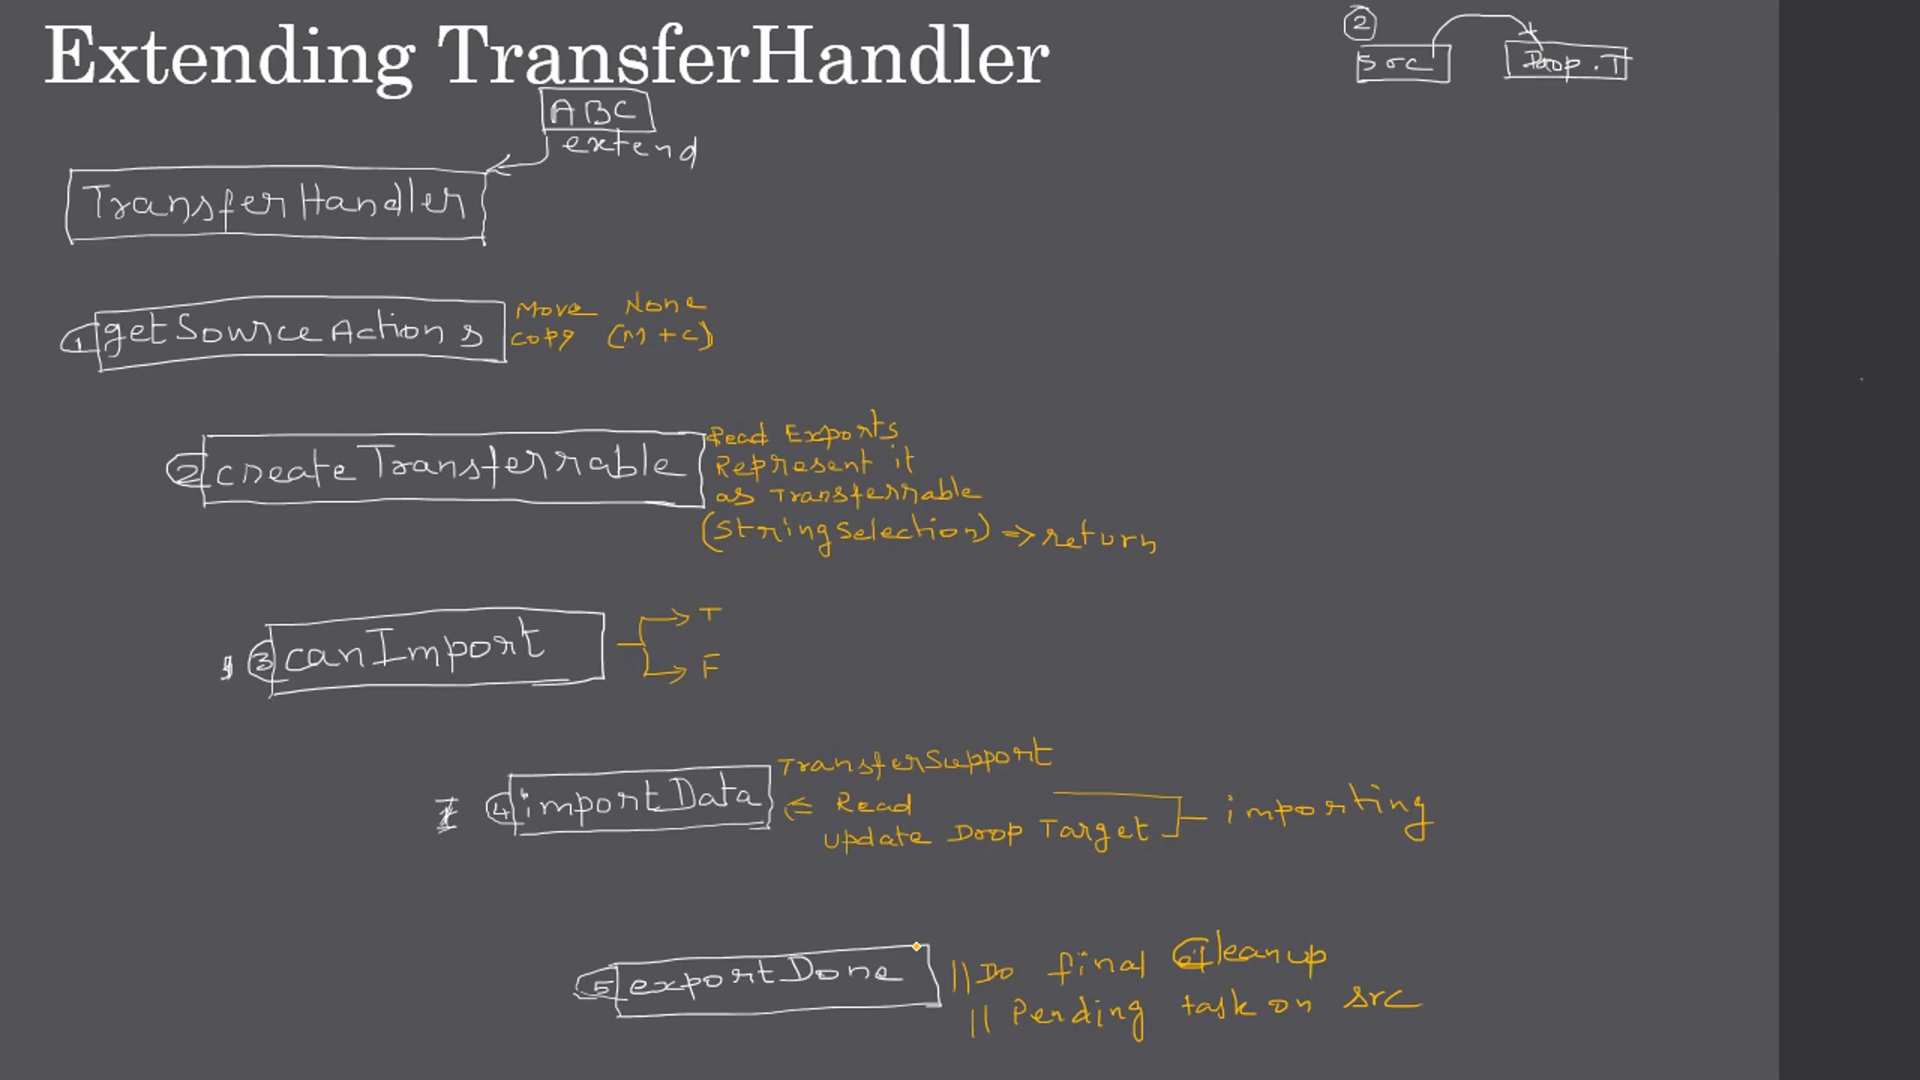 Extending TransferHandler
2
Src Drop.T
ABC
extend
TransferHandler
1 getSourceActions
Move None
Copy (M+C)
2 createTransferrable
Read Exports
Represent it
as Transferrable
(StringSelection) => return
3 canImport
T
F
4 importData
TransferSupport
<= Read
Update Drop Target
importing
5 exportDone
||Do final cleanup
|| Pending task on src